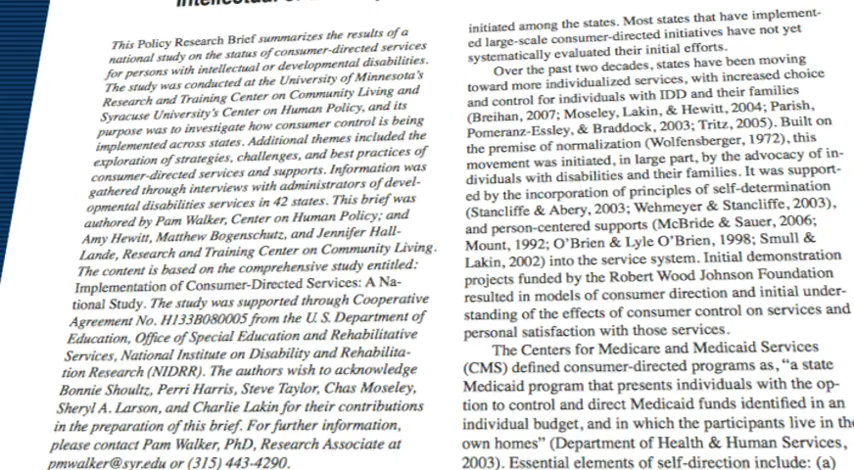 This Policy Research Brief summarizes the results of a
national study on the status of consumer-directed services
for persons with intellectual or developmental disabilities.
The study was conducted at the University of Minnesota's
Research and Training Center on Community Living and
Syracuse University's Center on Human Policy, and its
purpose was to investigate how consumer control is being
implemented across states. Additional themes included the
exploration of strategies, challenges, and best practices of
consumer-directed services and supports. Information was
gathered through interviews with administrators of devel-
opmental disabilities services in 42 states. This brief was
authored by Pam Walker, Center on Human Policy; and
Amy Hewitt, Matthew Bogenschutz, and Jennifer Hall-
Lande, Research and Training Center on Community Living.
The content is based on the comprehensive study entitled:
Implementation of Consumer-Directed Services: A Na-
tional Study. The study was supported through Cooperative
Agreement No. H133B080005 from the U. S. Department of
Education, Office of Special Education and Rehabilitative
Services, National Institute on Disability and Rehabilita-
tion Research (NIDRR). The authors wish to acknowledge
Bonnie Shoultz, Perri Harris, Steve Taylor, Chas Moseley,
Sheryl A. Larson, and Charlie Lakin for their contributions
in the preparation of this brief. For further information,
please contact Pam Walker, PhD, Research Associate at
pmwalker@syr.edu or (315) 443-4290.
initiated among the states. Most states that have implement-
ed large-scale consumer-directed initiatives have not yet
systematically evaluated their initial efforts.
Over the past two decades, states have been moving
toward more individualized services, with increased choice
and control for individuals with IDD and their families
(Breihan, 2007; Moseley, Lakin, & Hewitt, 2004; Parish,
Pomeranz-Essley, & Braddock, 2003; Tritz, 2005). Built on
the premise of normalization (Wolfensberger, 1972), this
movement was initiated, in large part, by the advocacy of in-
dividuals with disabilities and their families. It was support-
ed by the incorporation of principles of self-determination
(Stancliffe & Abery, 2003; Wehmeyer & Stancliffe, 2003),
and person-centered supports (McBride & Sauer, 2006;
Mount, 1992; O'Brien & Lyle O'Brien, 1998; Smull &
Lakin, 2002) into the service system. Initial demonstration
projects funded by the Robert Wood Johnson Foundation
resulted in models of consumer direction and initial under-
standing of the effects of consumer control on services and
personal satisfaction with those services.
The Centers for Medicare and Medicaid Services
(CMS) defined consumer-directed programs as, "a state
Medicaid program that presents individuals with the op-
tion to control and direct Medicaid funds identified in an
individual budget, and in which the participants live in the
own homes" (Department of Health & Human Services,
2003). Essential elements of self-direction include: (a)